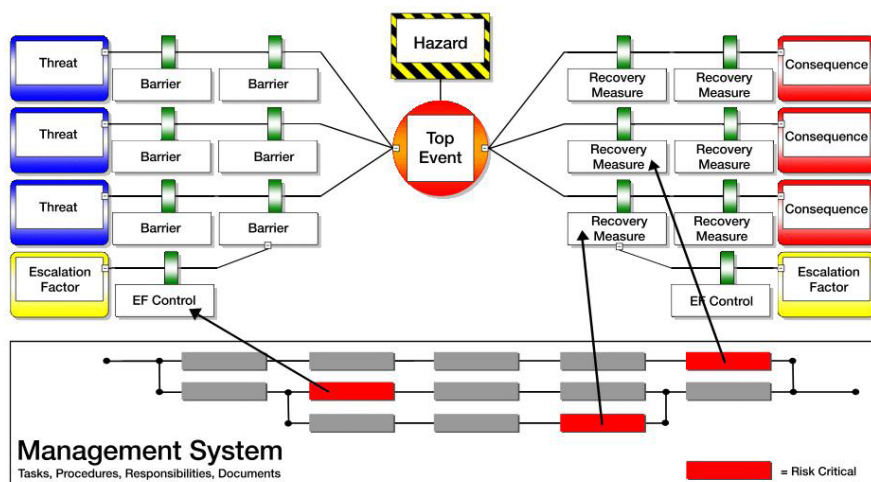 Hazard
Threat
Barrier
Barrier
Recovery
Measure
Recovery
Measure
Consequence
Top
Event
Threat
Barrier
Barrier
Recovery
Measure
Recovery
Measure
Consequence
Threat
Barrier
Barrier
Recovery
Measure
Recovery
Measure
Consequence
Escalation
Factor
EF Control
EF Control
Escalation
Factor
Management System
Tasks, Procedures, Responsibilities, Documents
= Risk Critical